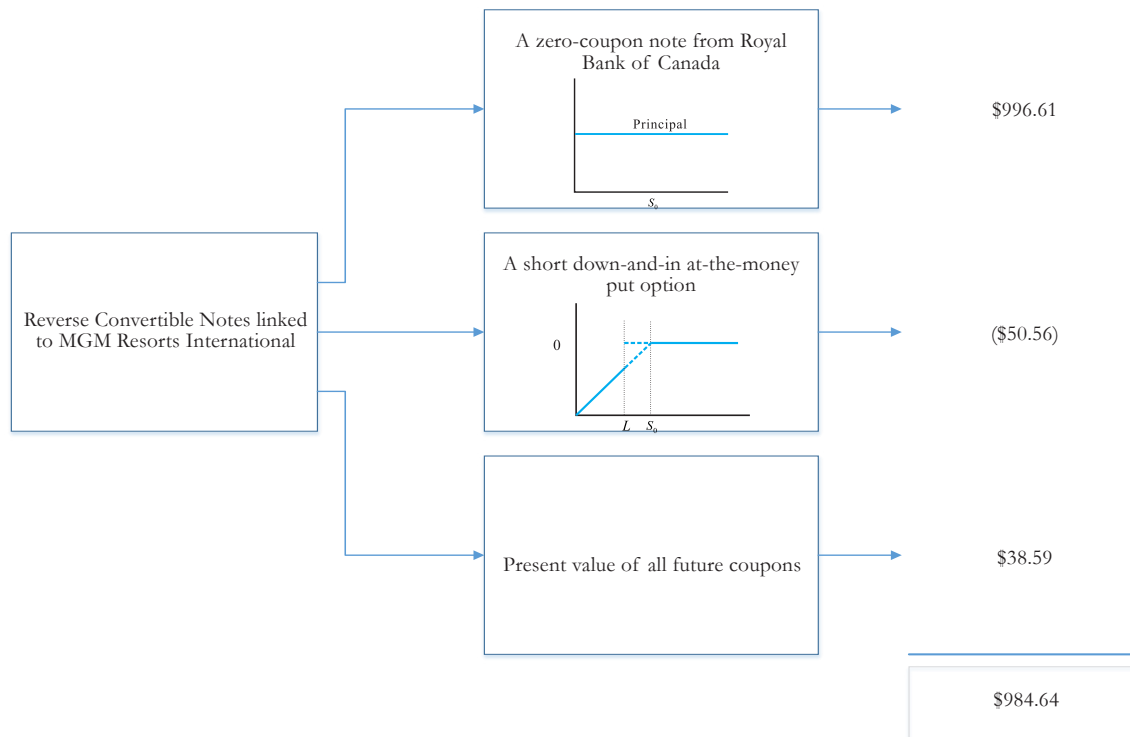 A zero-coupon note from Royal
Bank of Canada
Principal
S₀
$996.61
Reverse Convertible Notes linked
to MGM Resorts International
A short down-and-in at-the-money
put option
0
L S₀
($50.56)
Present value of all future coupons
$38.59
$984.64